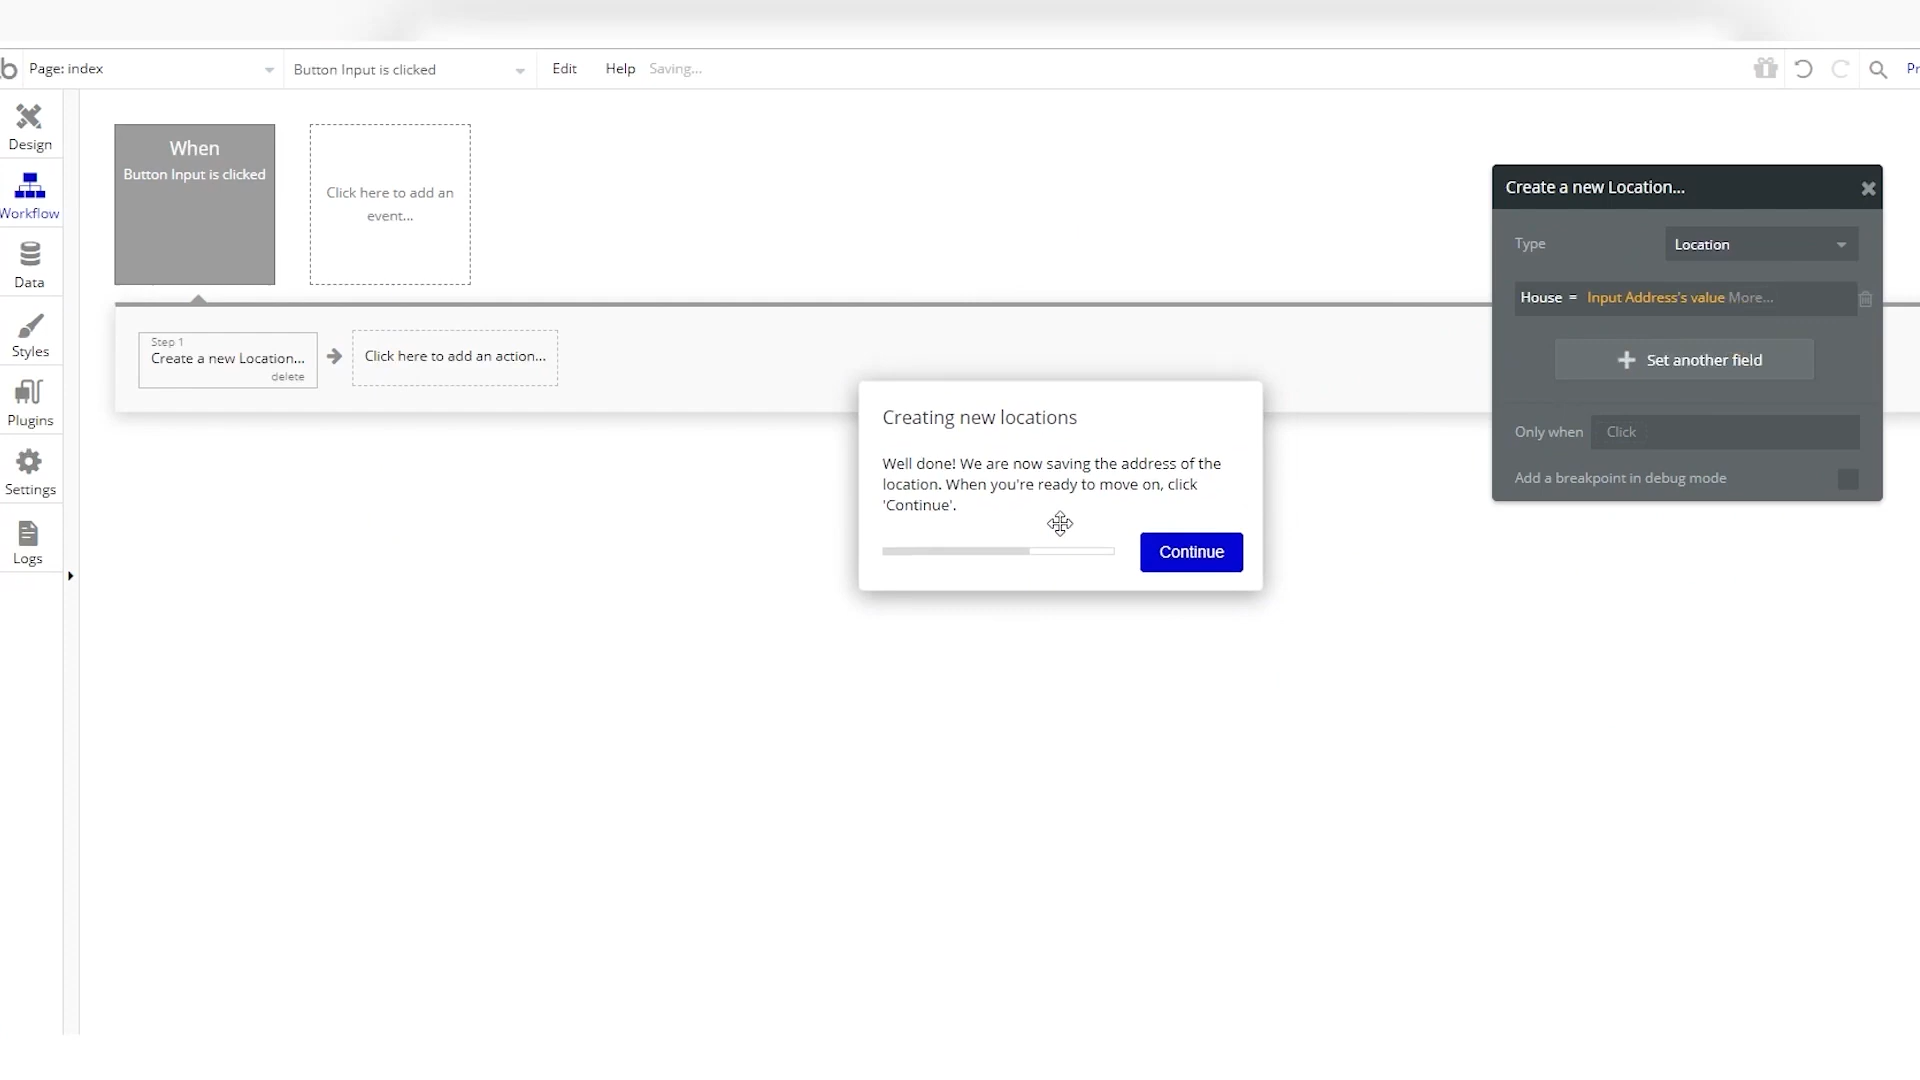 b Page: index
Button Input is clicked
Edit
Help
Saving...
Pr
Design
Workflow
Data
Styles
Plugins
Settings
Logs
When
Button Input is clicked
Click here to add an
event...
Step 1
Create a new Location...
delete
Click here to add an action...
Creating new locations
Well done! We are now saving the address of the
location. When you're ready to move on, click
'Continue'.
Continue
Create a new Location...
Type
Location
House = Input Address's value More...
Set another field
Only when
Click
Add a breakpoint in debug mode